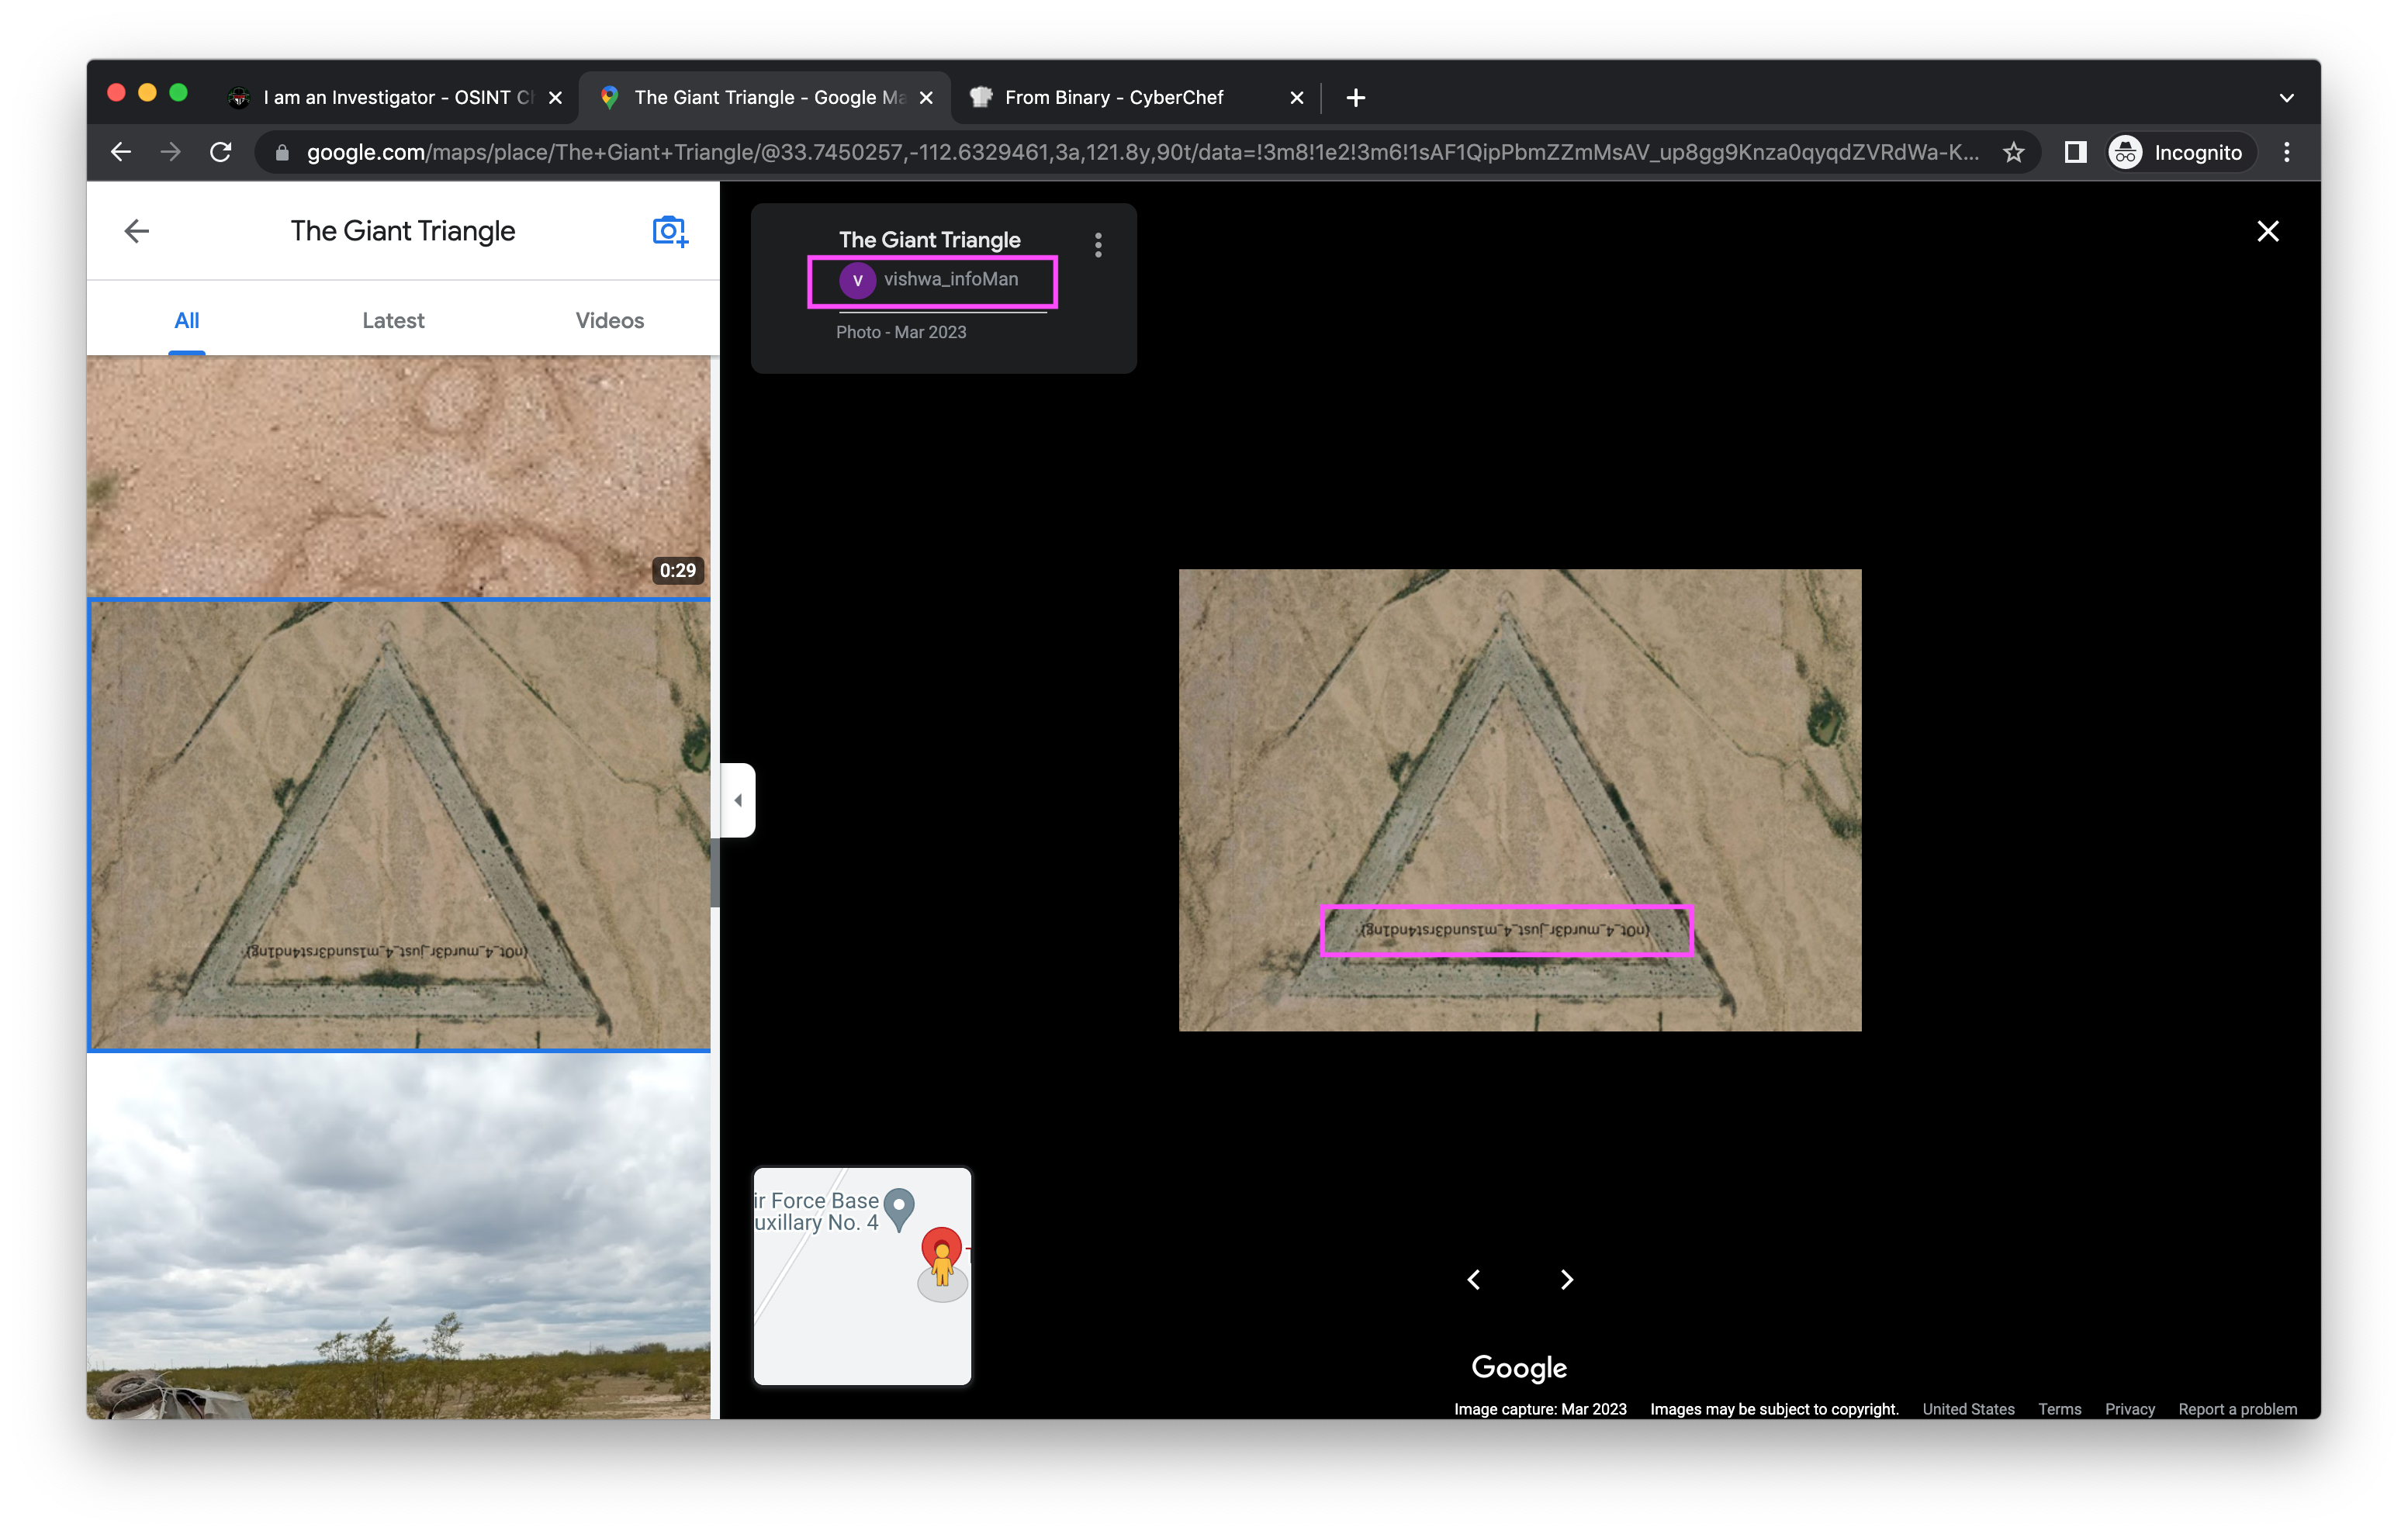 I am an Investigator - OSINT Ch
The Giant Triangle - Google Ma
From Binary - CyberChef
google.com/maps/place/The+Giant+Triangle/@33.7450257,-112.6329461,3a,121.8y,90t/data=!3m8!1e2!3m6!1sAF1QipPbmZZmMsAV_up8gg9Knza0qyqdZVRdWa-K...
Incognito
The Giant Triangle
All
Latest
Videos
0:29
{n0t_4_murd3r_just_4_m1sund3rst4nd1ng}
The Giant Triangle
V vishwa_infoMan
Photo - Mar 2023
{n0t_4_murd3r_just_4_m1sund3rst4nd1ng}
ir Force Base
uxillary No. 4
T
Google
Image capture: Mar 2023 Images may be subject to copyright. United States Terms Privacy Report a problem